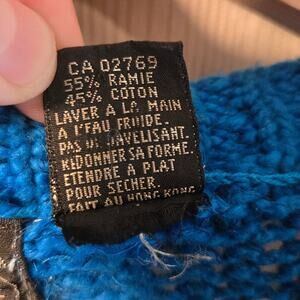 CA 02769
55% RAMIE
45% COTON
LAVER A LA MAIN
A L'EAU FROIDE.
PAS DE JAVELISANT.
REDONNER SA FORME.
ETENDRE A PLAT
POUR SECHER.
FAIT AU HONG KONG